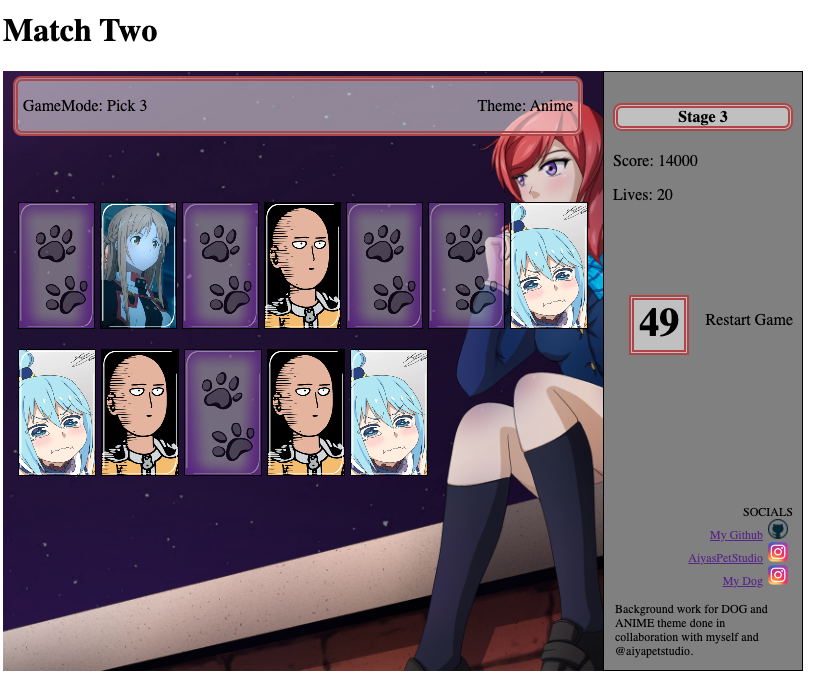 Match Two
GameMode: Pick 3
Theme: Anime
Stage 3
Score: 14000
Lives: 20
49
Restart Game
SOCIALS
My Github
AiyasPetStudio
My Dog
Background work for DOG and
ANIME theme done in
collaboration with myself and
@aiyapetstudio.